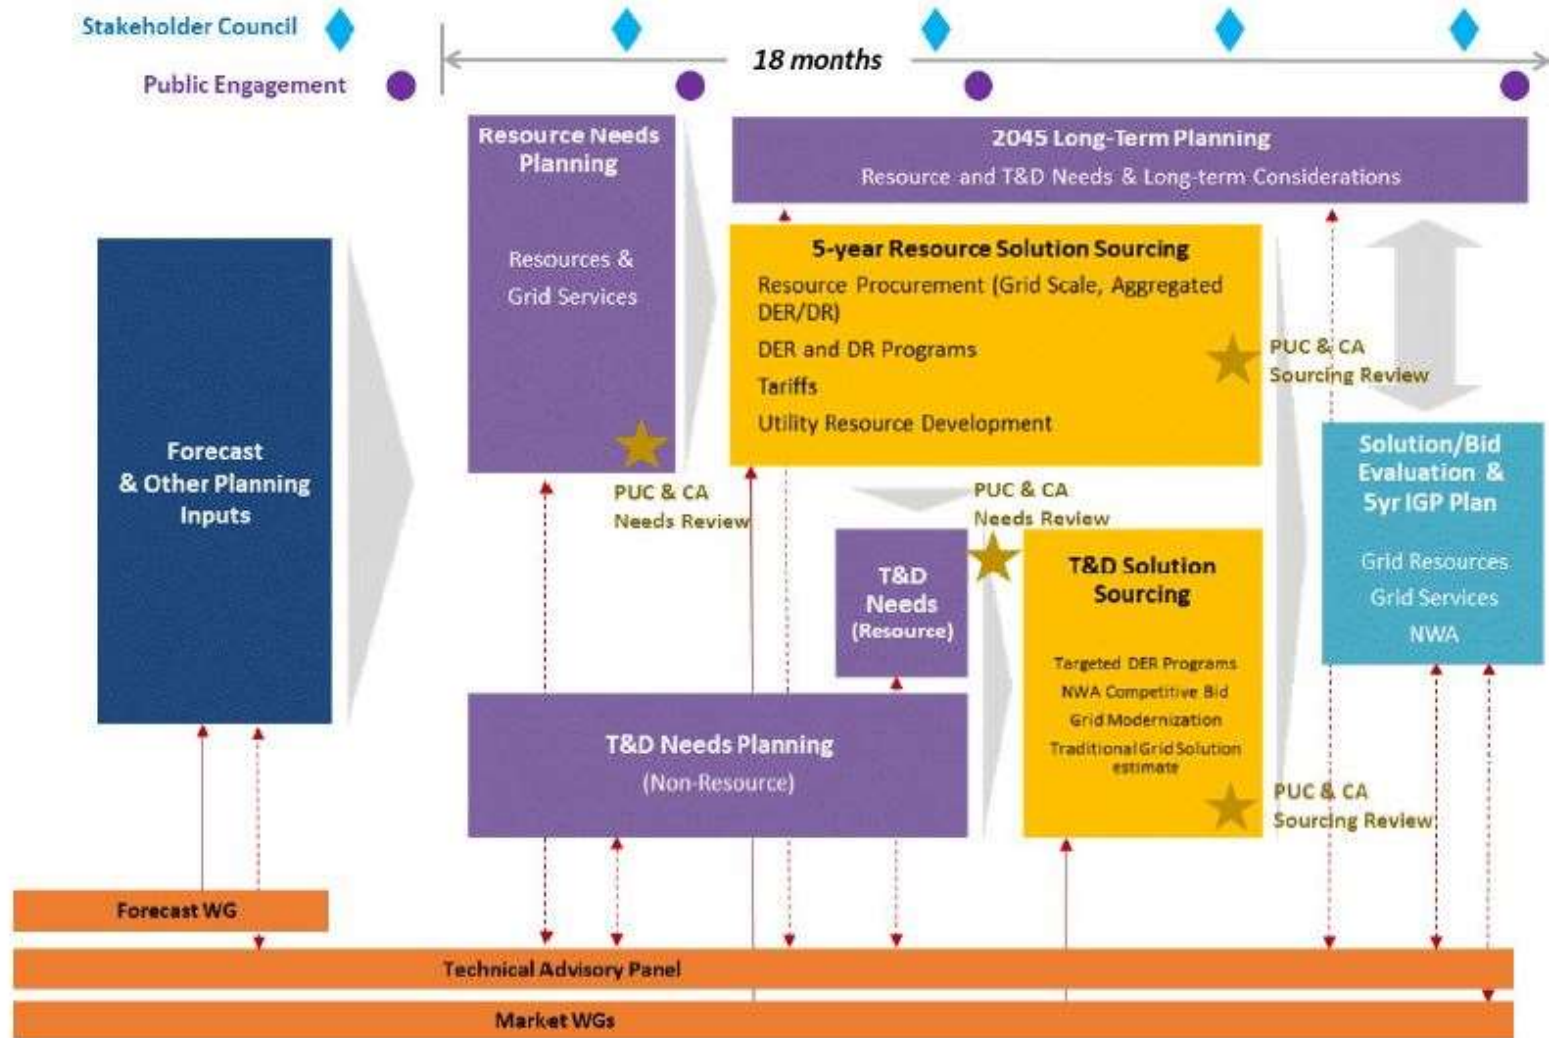 Stakeholder Council
18 months
Public Engagement
Resource Needs
Planning
Resources &
Grid Services
PUC & CA
Needs Review
2045 Long-Term Planning
Resource and T&D Needs & Long-term Considerations
5-year Resource Solution Sourcing
Resource Procurement (Grid Scale, Aggregated
DER/DR)
DER and DR Programs
Tariffs
Utility Resource Development
PUC & CA
Sourcing Review
Forecast
& Other Planning
Inputs
Solution/Bid
Evaluation &
5yr IGP Plan
Grid Resources
Grid Services
NWA
PUC & CA
Needs Review
T&D
Needs
(Resource)
T&D Solution
Sourcing
Targeted DER Programs
NWA Competitive Bid
Grid Modernization
Traditional Grid Solution
estimate
PUC & CA
Sourcing Review
T&D Needs Planning
(Non-Resource)
Forecast WG
Technical Advisory Panel
Market WGs